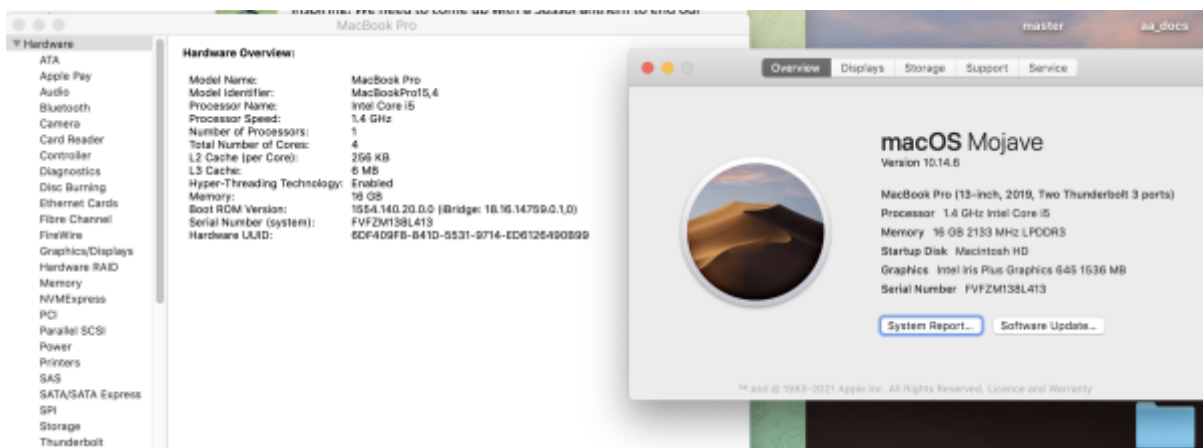 MacBook Pro
Hardware
ATA
Apple Pay
Audio
Bluetooth
Camera
Card Reader
Controller
Diagnostics
Disc Burning
Ethernet Cards
Fibre Channel
FireWire
Graphics/Displays
Hardware RAID
Memory
NVMExpress
PCI
Parallel SCSI
Power
Printers
SAS
SATA/SATA Express
SPI
Storage
Thunderbolt
Hardware Overview:
Model Name: MacBook Pro
Model Identifier: MacBookPro15,4
Processor Name: Intel Core i5
Processor Speed: 1.4 GHz
Number of Processors: 1
Total Number of Cores: 4
L2 Cache (per Core): 256 KB
L3 Cache: 6 MB
Hyper-Threading Technology: Enabled
Memory: 16 GB
Boot ROM Version: 1554.140.20.0.0 (iBridge: 18.16.14759.0.1,0)
Serial Number (system): FVFZM138L413
Hardware UUID: 6DF409F8-841D-5531-9714-ED6126490899
master
aa_docs
Overview Displays Storage Support Service
macOS Mojave
Version 10.14.6
MacBook Pro (13-inch, 2019, Two Thunderbolt 3 ports)
Processor 1.4 GHz Intel Core i5
Memory 16 GB 2133 MHz LPDDR3
Startup Disk Macintosh HD
Graphics Intel Iris Plus Graphics 645 1536 MB
Serial Number FVFZM138L413
System Report... Software Update...
™ and © 1983-2021 Apple Inc. All Rights Reserved. Licence and Warranty